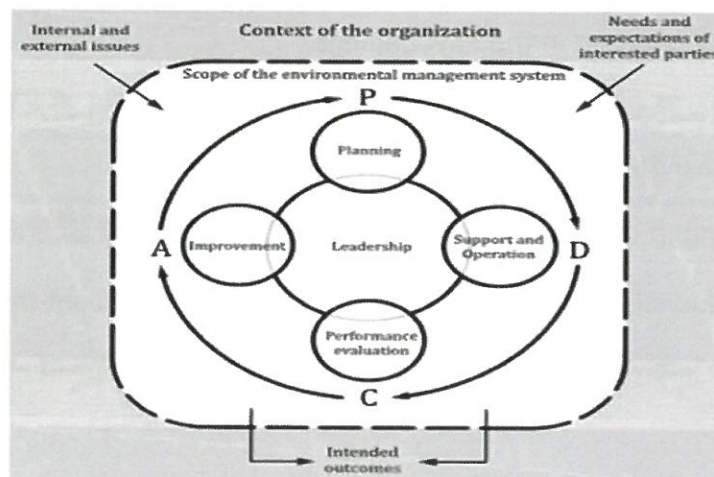 Internal and
external issues
Context of the organization
Needs and
expectations of
interested parties
Scope of the environmental management system
P
Planning
A
Improvement
Leadership
Support and
Operation
D
Performance
evaluation
C
Intended
outcomes